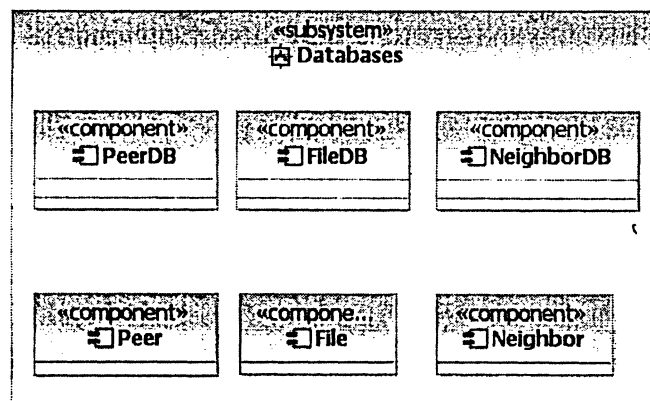 «subsystem»
Databases
«component» «component» «component»
PeerDB FileDB NeighborDB
«component» «compone... «component»
Peer File Neighbor